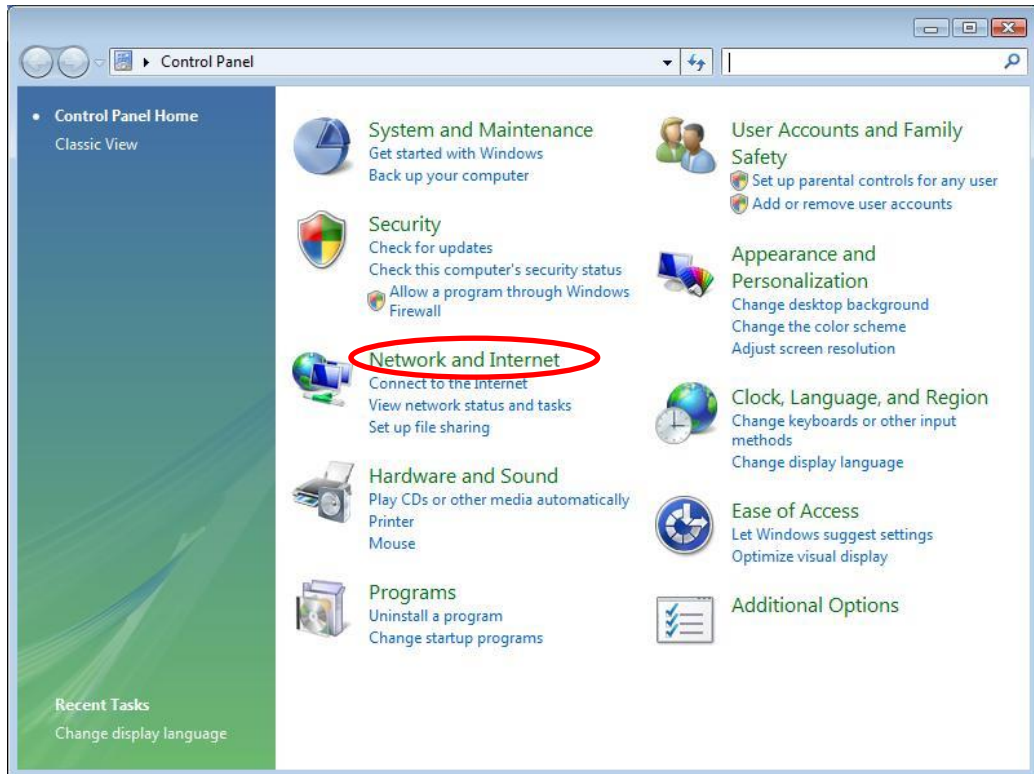 Control Panel
Control Panel Home
Classic View
System and Maintenance
Get started with Windows
Back up your computer
Security
Check for updates
Check this computer's security status
Allow a program through Windows
Firewall
Network and Internet
Connect to the Internet
View network status and tasks
Set up file sharing
Hardware and Sound
Play CDs or other media automatically
Printer
Mouse
Programs
Uninstall a program
Change startup programs
User Accounts and Family
Safety
Set up parental controls for any user
Add or remove user accounts
Appearance and
Personalization
Change desktop background
Change the color scheme
Adjust screen resolution
Clock, Language, and Region
Change keyboards or other input
methods
Change display language
Ease of Access
Let Windows suggest settings
Optimize visual display
Additional Options
Recent Tasks
Change display language